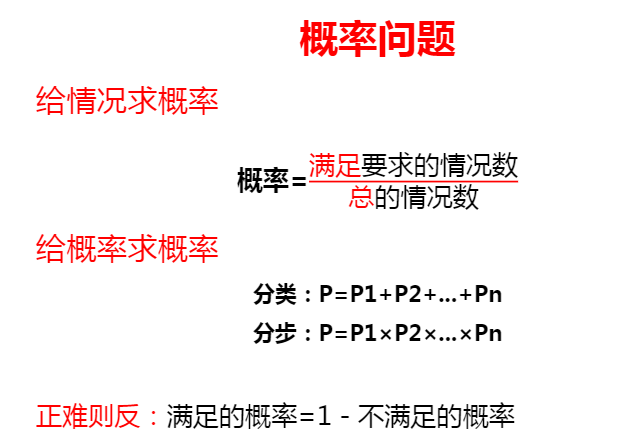 概率问题
给情况求概率
概率=满足要求的情况数
总的情况数
给概率求概率
分类：P=P1+P2+...+Pn
分步：P=P1×P2×...×Pn
正难则反：满足的概率=1 - 不满足的概率